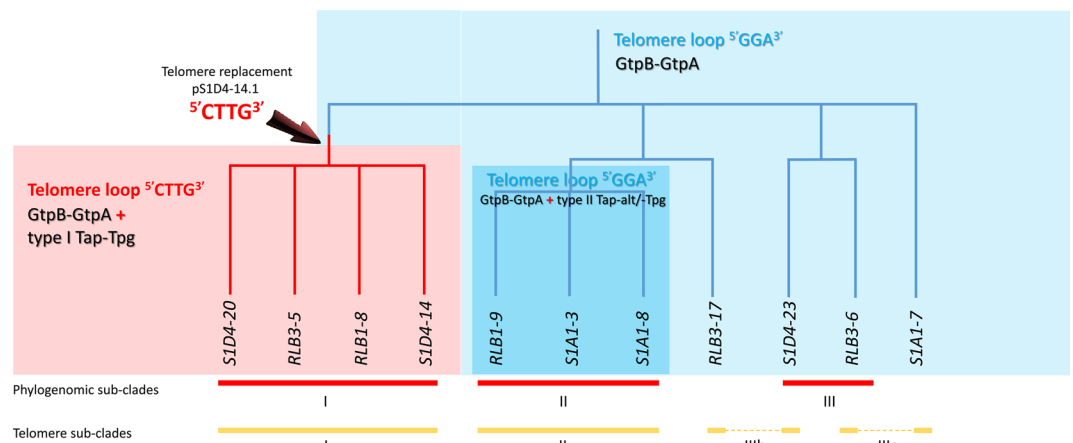 Telomere loop 5'GGA3'
GtpB-GtpA
Telomere replacement
pS1D4-14.1
5'CTTG3'
Telomere loop 5'CTTG3'
GtpB-GtpA +
type I Tap-Tpg
Telomere loop 5'GGA3'
GtpB-GtpA + type II Tap-alt/-Tpg
S1D4-20
RLB3-5
RLB1-8
S1D4-14
RLB1-9
S1A1-3
S1A1-8
RLB3-17
S1D4-23
RLB3-6
S1A1-7
Phylogenomic sub-clades
I
II
III
Telomere sub-clades